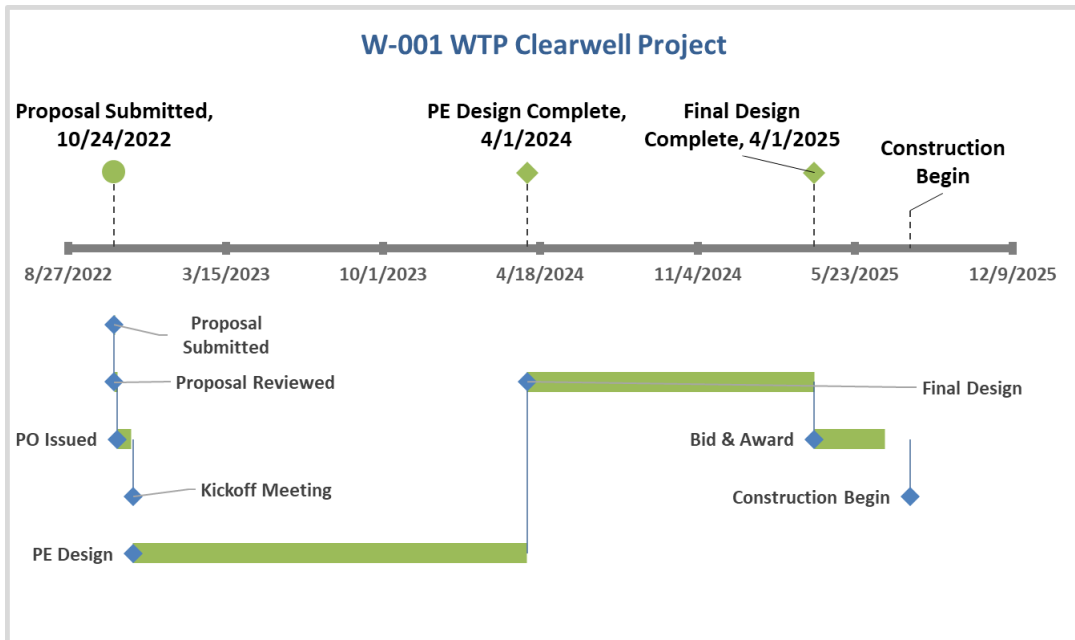 W-001 WTP Clearwell Project
Proposal Submitted,
10/24/2022
PE Design Complete,
4/1/2024
Final Design
Complete, 4/1/2025
Construction
Begin
8/27/2022
3/15/2023
10/1/2023
4/18/2024
11/4/2024
5/23/2025
12/9/2025
Proposal
Submitted
Proposal Reviewed
Final Design
PO Issued
Bid & Award
Kickoff Meeting
Construction Begin
PE Design